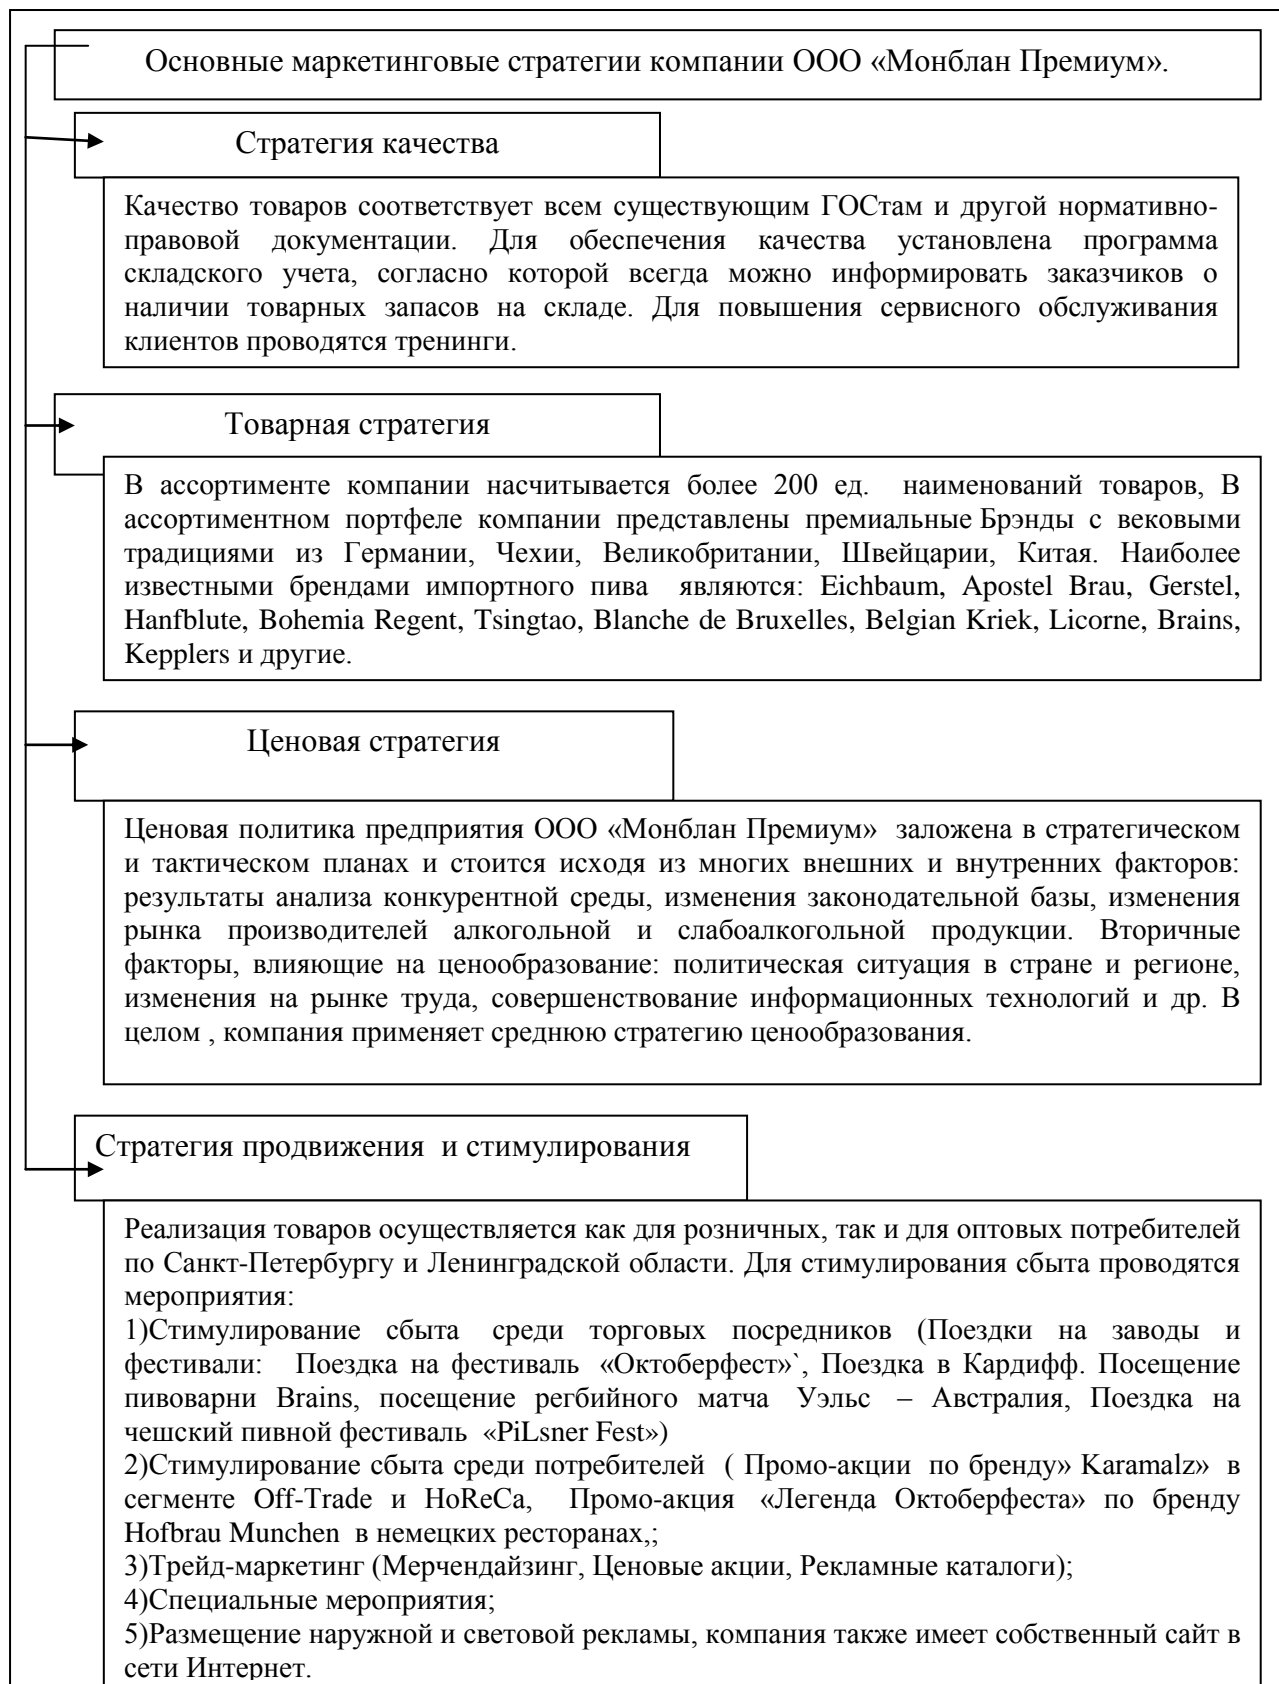 Основные маркетинговые стратегии компании ООО «Монблан Премиум».
Стратегия качества
Качество товаров соответствует всем существующим ГОСтам и другой нормативно-
правовой документации. Для обеспечения качества установлена программа
складского учета, согласно которой всегда можно информировать заказчиков о
наличии товарных запасов на складе. Для повышения сервисного обслуживания
клиентов проводятся тренинги.
Товарная стратегия
В ассортименте компании насчитывается более 200 ед. наименований товаров, В
ассортиментном портфеле компании представлены премиальные Брэнды с вековыми
традициями из Германии, Чехии, Великобритании, Швейцарии, Китая. Наиболее
известными брендами импортного пива являются: Eichbaum, Apostel Brau, Gerstel,
Hanfblute, Bohemia Regent, Tsingtao, Blanche de Bruxelles, Belgian Kriek, Licorne, Brains,
Kepplers и другие.
Ценовая стратегия
Ценовая политика предприятия ООО «Монблан Премиум» заложена в стратегическом
и тактическом планах и стоится исходя из многих внешних и внутренних факторов:
результаты анализа конкурентной среды, изменения законодательной базы, изменения
рынка производителей алкогольной и слабоалкогольной продукции. Вторичные
факторы, влияющие на ценообразование: политическая ситуация в стране и регионе,
изменения на рынке труда, совершенствование информационных технологий и др. В
целом , компания применяет среднюю стратегию ценообразования.
Стратегия продвижения и стимулирования
Реализация товаров осуществляется как для розничных, так и для оптовых потребителей
по Санкт-Петербургу и Ленинградской области. Для стимулирования сбыта проводятся
мероприятия:
1)Стимулирование сбыта среди торговых посредников (Поездки на заводы и
фестивали: Поездка на фестиваль «Октоберфест»`, Поездка в Кардифф. Посещение
пивоварни Brains, посещение регбийного матча Уэльс – Австралия, Поездка на
чешский пивной фестиваль «PiLsner Fest»)
2)Стимулирование сбыта среди потребителей ( Промо-акции по бренду» Karamalz» в
сегменте Off-Trade и HoReCa, Промо-акция «Легенда Октоберфеста» по бренду
Hofbrau Munchen в немецких ресторанах,;
3)Трейд-маркетинг (Мерчендайзинг, Ценовые акции, Рекламные каталоги);
4)Специальные мероприятия;
5)Размещение наружной и световой рекламы, компания также имеет собственный сайт в
сети Интернет.